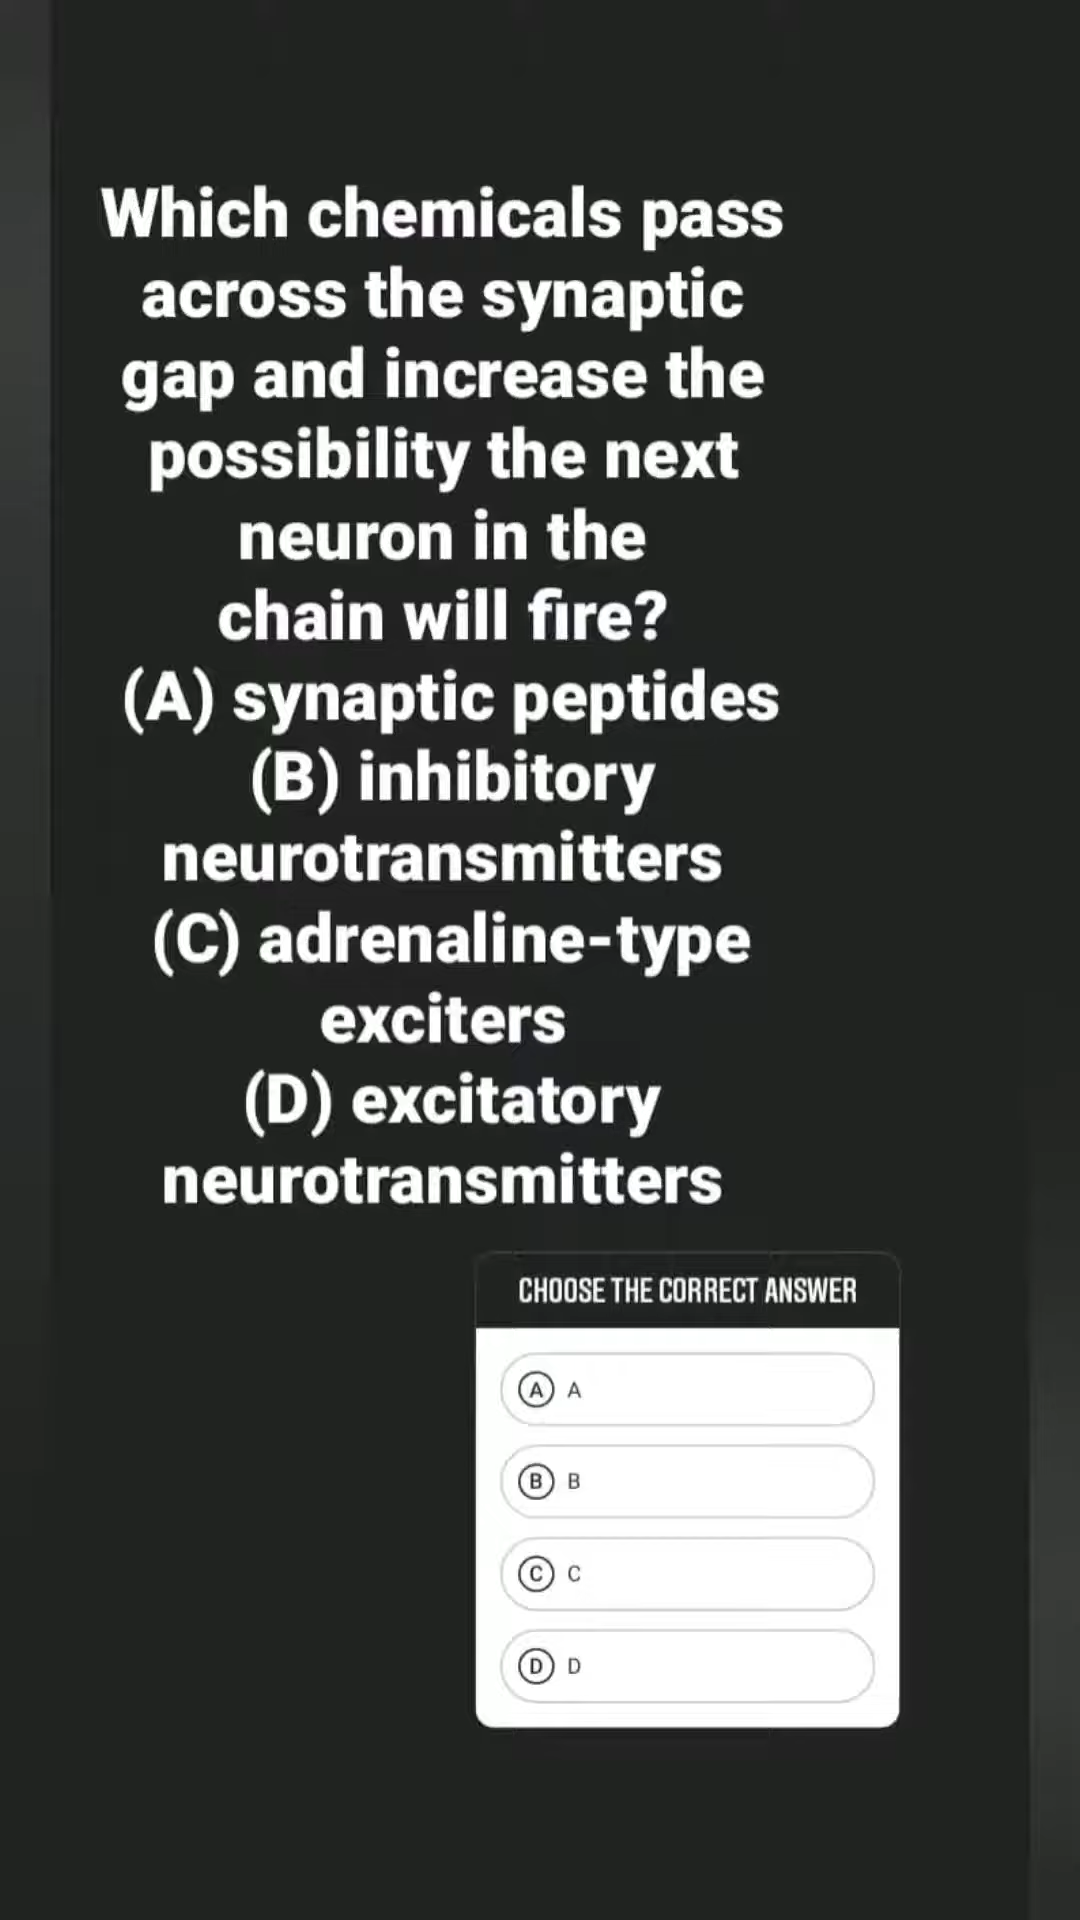 Which chemicals pass
across the synaptic
gap and increase the
possibility the next
neuron in the
chain will fire?
(A) synaptic peptides
(B) inhibitory
neurotransmitters
(C) adrenaline-type
exciters
(D) excitatory
neurotransmitters
CHOOSE THE CORRECT ANSWER
A A
B B
C C
D D